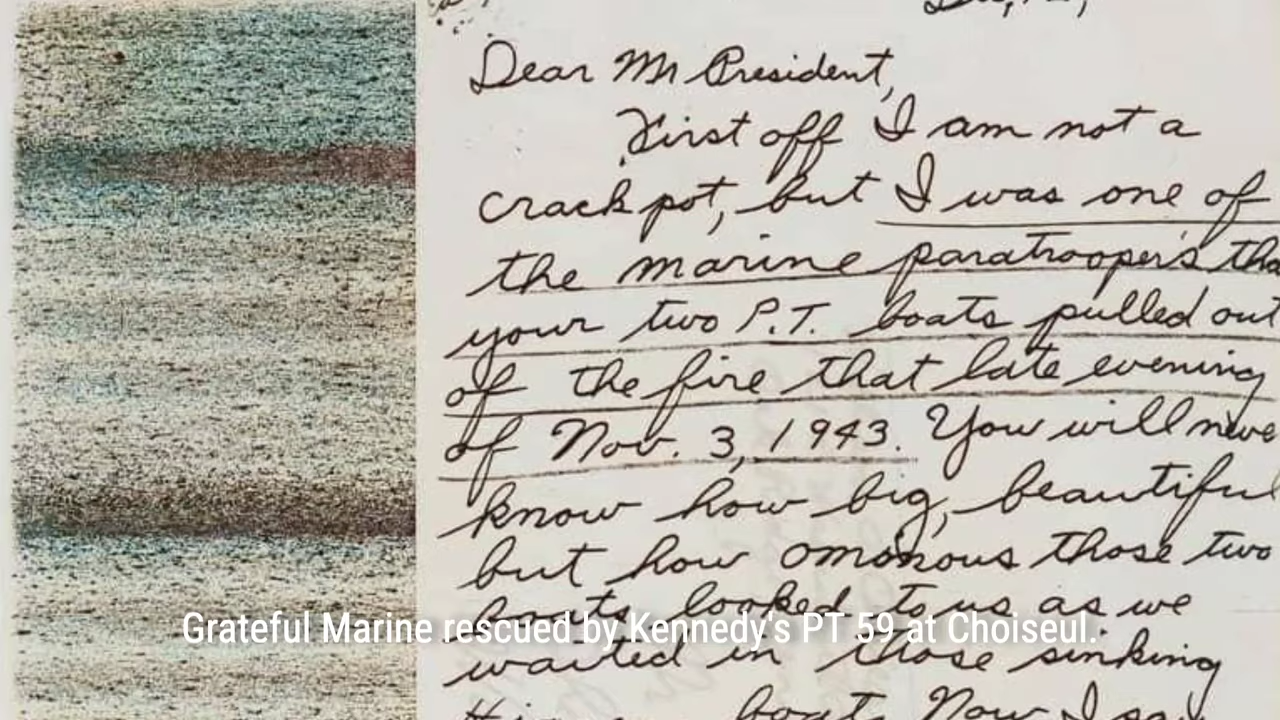 Dear Mr President,
First off I am not a
crackpot, but I was one of
the marine paratrooper's tha
your two P.T. boats pulled out
of the fire that late evening
of Nov. 3, 1943. You will neve
know how big, beautiful
but how omonous those two
boats looked to us as we
Grateful Marine rescued by Kennedy's PT 59 at Choiseul.
waited in those sinking
boats. Now I sa